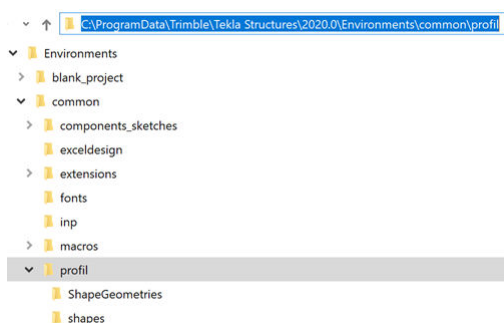 C:\ProgramData\Trimble\Tekla Structures\2020.0\Environments\common\profil
Environments
blank_project
common
components_sketches
exceldesign
extensions
fonts
inp
macros
profil
ShapeGeometries
shapes